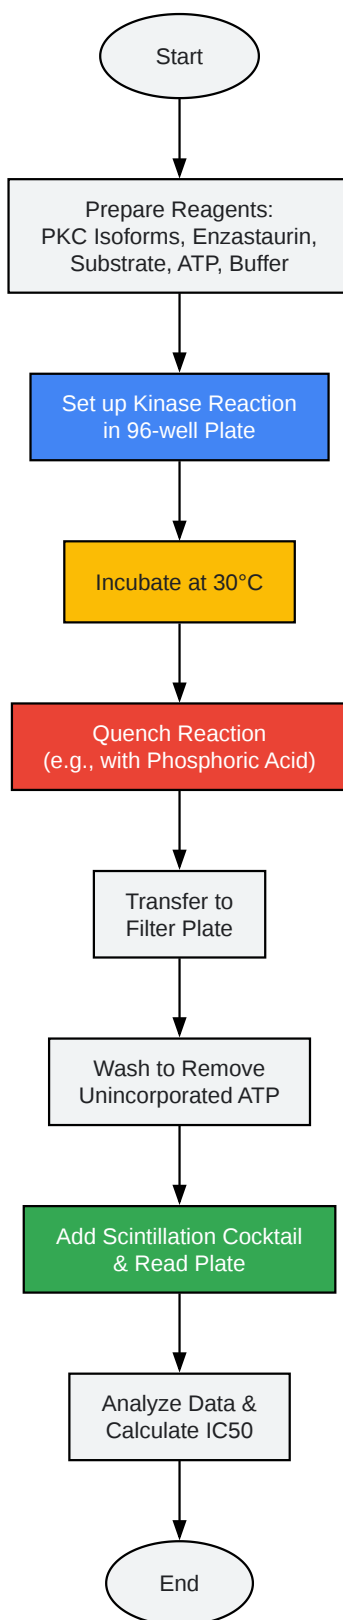 Start
Prepare Reagents:
PKC Isoforms, Enzastaurin,
Substrate, ATP, Buffer
Set up Kinase Reaction
in 96-well Plate
Incubate at 30°C
Quench Reaction
(e.g., with Phosphoric Acid)
Transfer to
Filter Plate
Wash to Remove
Unincorporated ATP
Add Scintillation Cocktail
& Read Plate
Analyze Data &
Calculate IC50
End